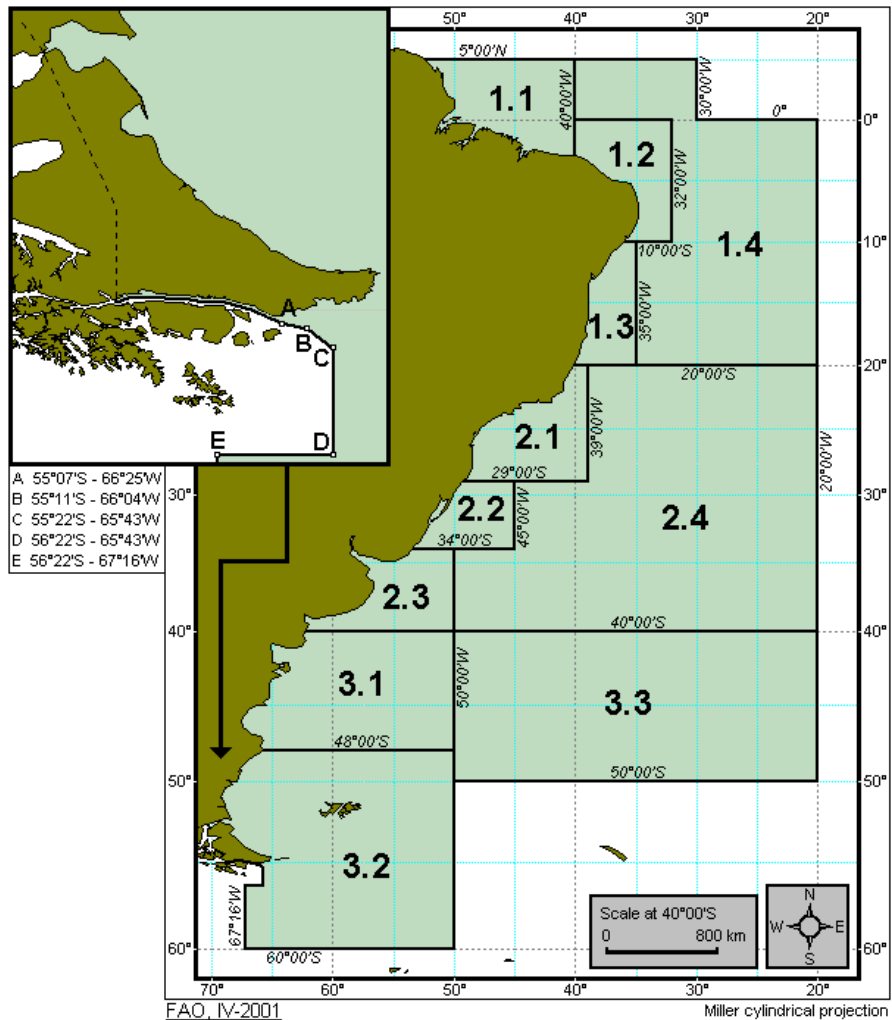 50° 40° 30° 20°
5°00'N
1.1
40°00'W
30°00'W
0°
0°
1.2
32°00'W
10°00'S
10°
1.4
1.3
35°00'W
20°00'S
20°
A
B
C
D
E
A 55°07'S - 66°25'W
B 55°11'S - 66°04'W
C 55°22'S - 65°43'W
D 56°22'S - 65°43'W
E 56°22'S - 67°16'W
2.1
39°00'W
29°00'S
20°00'W
30°
30°
2.2
45°00'W
34°00'S
2.4
2.3
40°
40°00'S
40°
3.1
50°00'W
3.3
48°00'S
50°
50°00'S
50°
3.2
67°16'W
60°
60°00'S
60°
Scale at 40°00'S
0 800 km
N
W E
S
70° 60° 50° 40° 30° 20°
FAO, IV-2001
Miller cylindrical projection